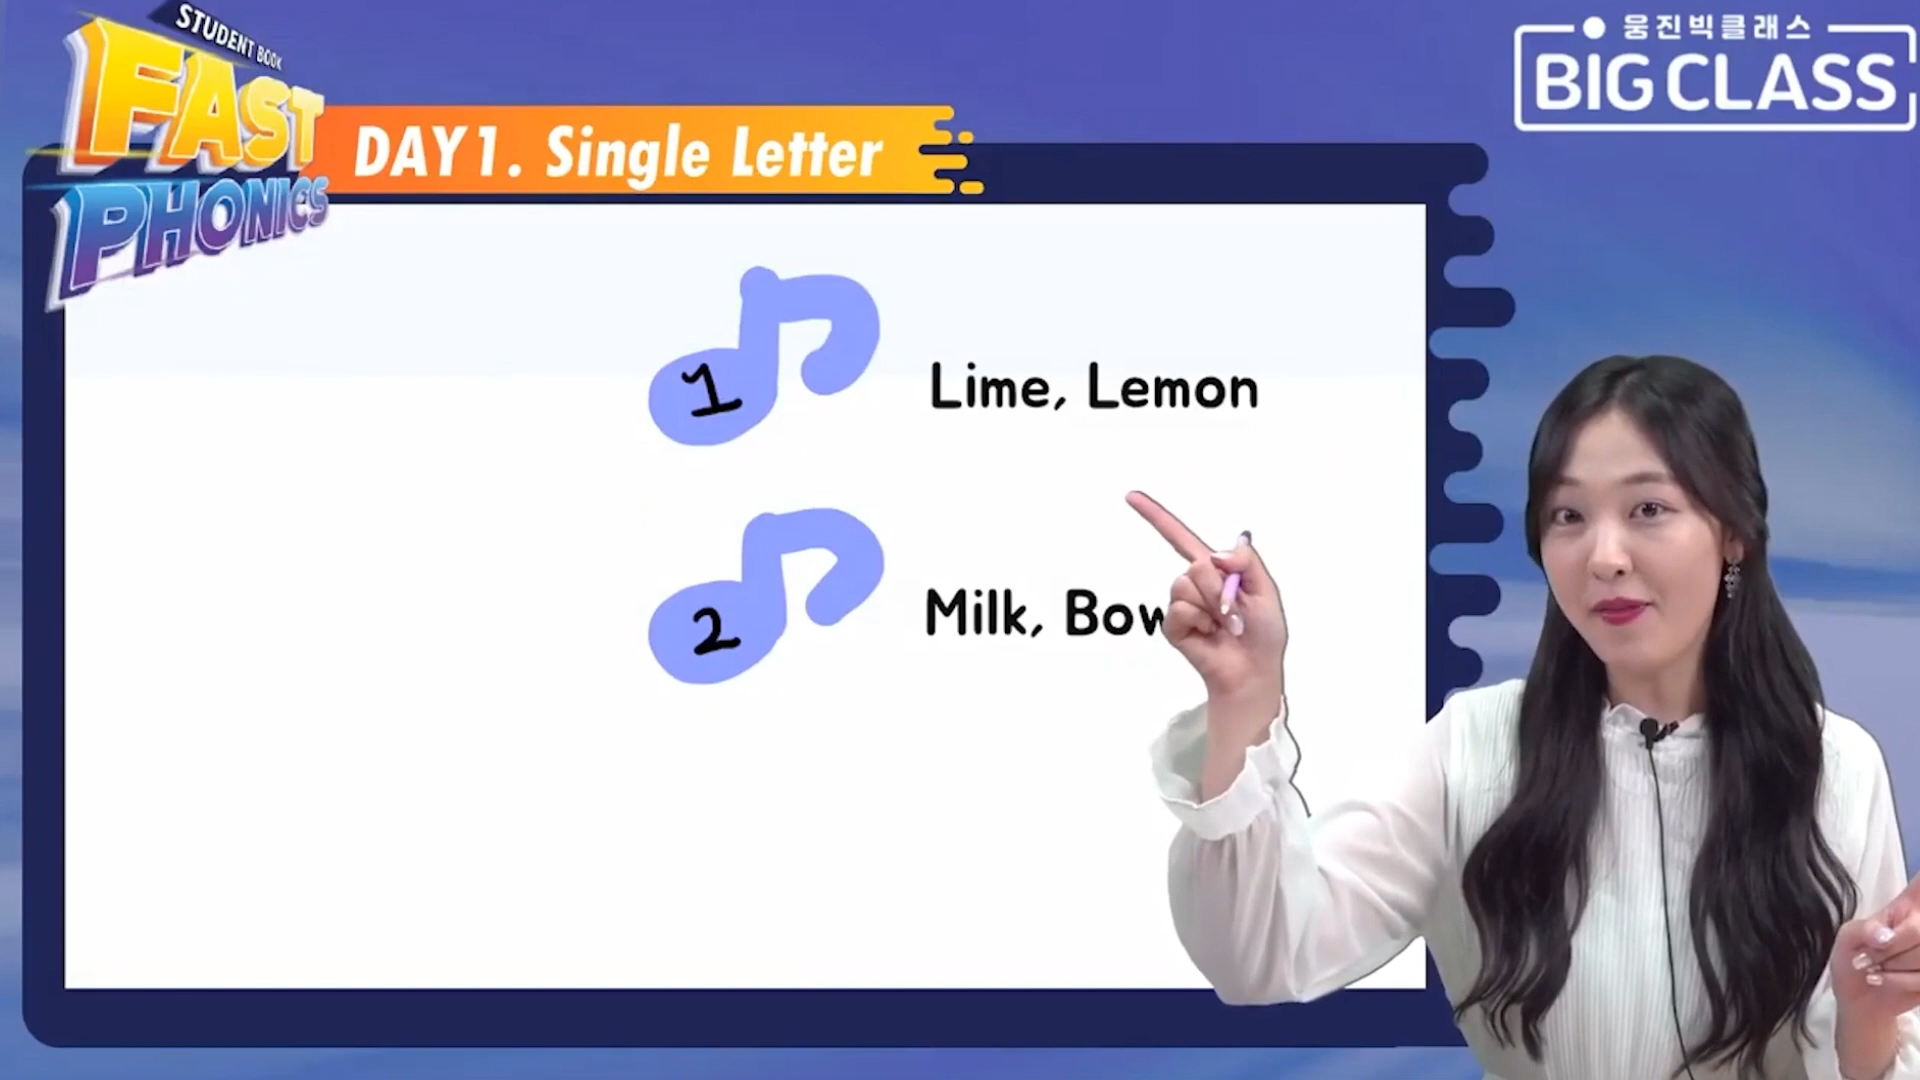 STUDENT BOOK
FAST
PHONICS
DAY1. Single Letter
웅진빅클래스
BIG CLASS
1
Lime, Lemon
2
Milk,